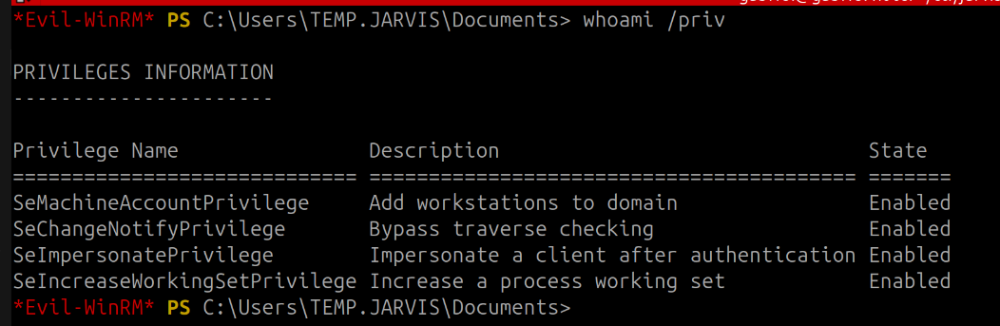 *Evil-WinRM* PS C:\Users\TEMP.JARVIS\Documents> whoami /priv
PRIVILEGES INFORMATION
----------------------
Privilege Name Description State
============================= ========================================= =======
SeMachineAccountPrivilege Add workstations to domain Enabled
SeChangeNotifyPrivilege Bypass traverse checking Enabled
SeImpersonatePrivilege Impersonate a client after authentication Enabled
SeIncreaseWorkingSetPrivilege Increase a process working set Enabled
*Evil-WinRM* PS C:\Users\TEMP.JARVIS\Documents>